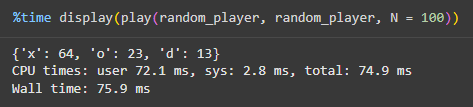 %time display(play(random_player, random_player, N = 100))
{'x': 64, 'o': 23, 'd': 13}
CPU times: user 72.1 ms, sys: 2.8 ms, total: 74.9 ms
Wall time: 75.9 ms